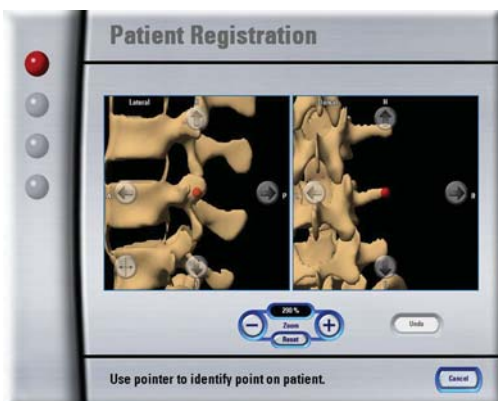 Patient Registration
Lateral
H
A
P
R
290 %
Zoom
Reset
Undo
Use pointer to identify point on patient.
Cancel